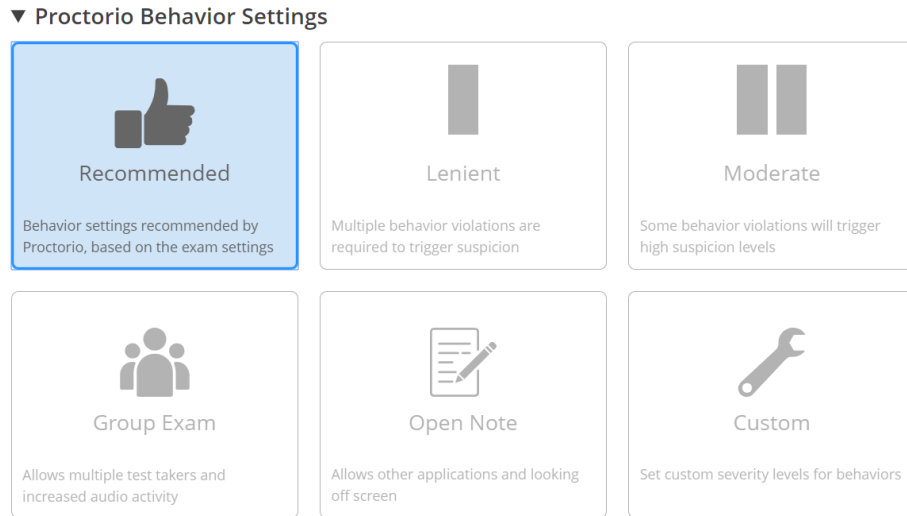 ▼ Proctorio Behavior Settings
Recommended
Behavior settings recommended by
Proctorio, based on the exam settings
Lenient
Multiple behavior violations are
required to trigger suspicion
Moderate
Some behavior violations will trigger
high suspicion levels
Group Exam
Allows multiple test takers and
increased audio activity
Open Note
Allows other applications and looking
off screen
Custom
Set custom severity levels for behaviors